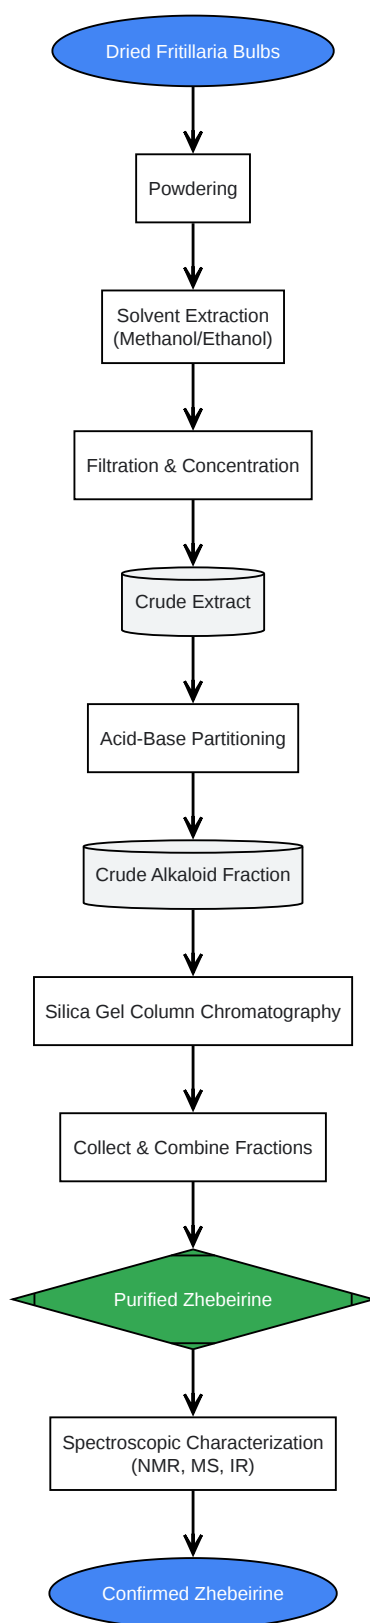 Dried Fritillaria Bulbs
Powdering
Solvent Extraction
(Methanol/Ethanol)
Filtration & Concentration
Crude Extract
Acid-Base Partitioning
Crude Alkaloid Fraction
Silica Gel Column Chromatography
Collect & Combine Fractions
Purified Zhebeirine
Spectroscopic Characterization
(NMR, MS, IR)
Confirmed Zhebeirine